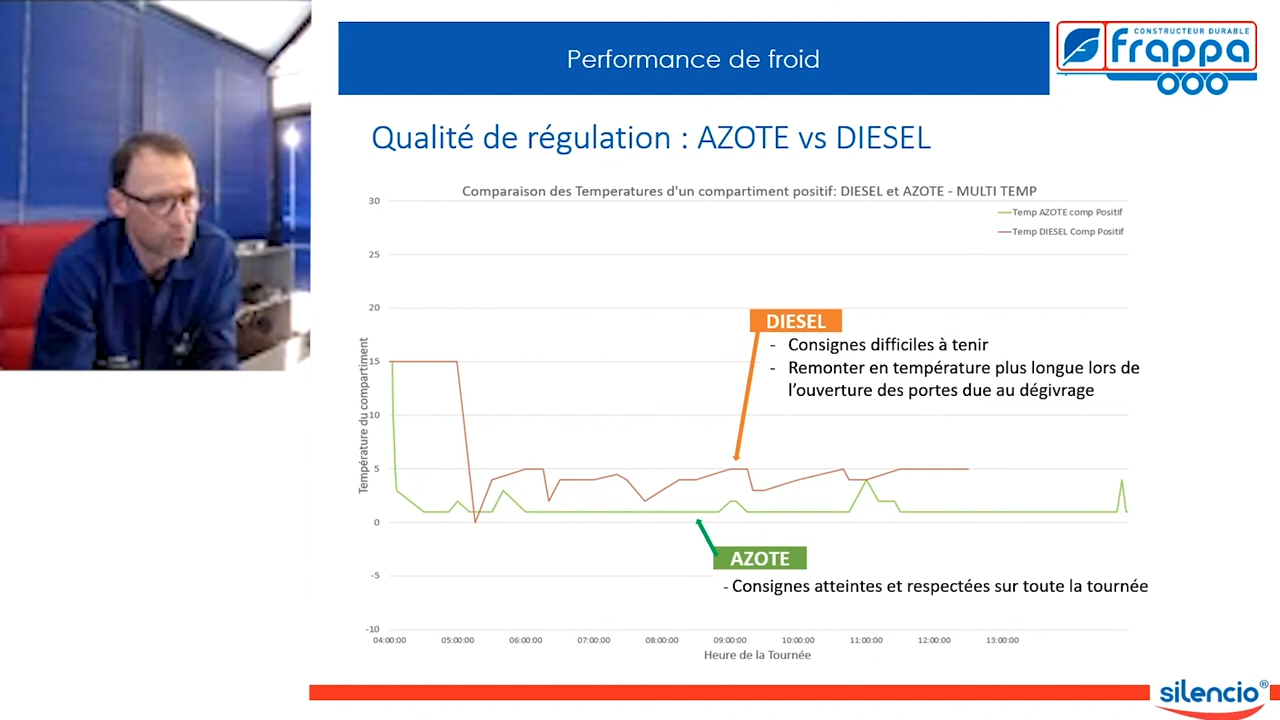 Performance de froid
CONSTRUCTEUR DURABLE
frappa
Qualité de régulation : AZOTE vs DIESEL
Comparaison des Temperatures d'un compartiment positif: DIESEL et AZOTE - MULTI TEMP
Temp AZOTE comp Positif
Temp DIESEL Comp Positif
30
25
20
15
10
5
0
-5
-10
Température du compartiment
DIESEL
- Consignes difficiles à tenir
- Remonter en température plus longue lors de
l'ouverture des portes due au dégivrage
AZOTE
- Consignes atteintes et respectées sur toute la tournée
04:00:00 05:00:00 06:00:00 07:00:00 08:00:00 09:00:00 10:00:00 11:00:00 12:00:00 13:00:00
Heure de la Tournée
silencio®